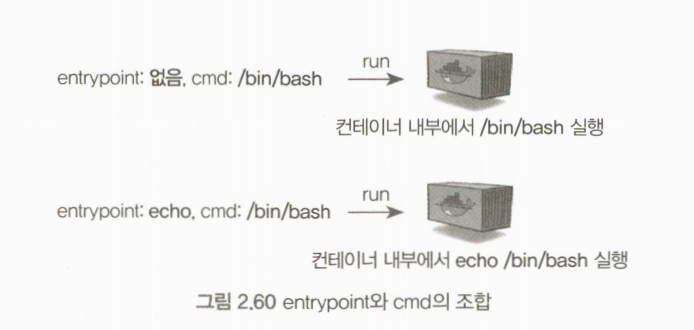 entrypoint: 없음, cmd: /bin/bash
run
컨테이너 내부에서 /bin/bash 실행
entrypoint: echo, cmd: /bin/bash
run
컨테이너 내부에서 echo /bin/bash 실행
그림 2.60 entrypoint와 cmd의 조합